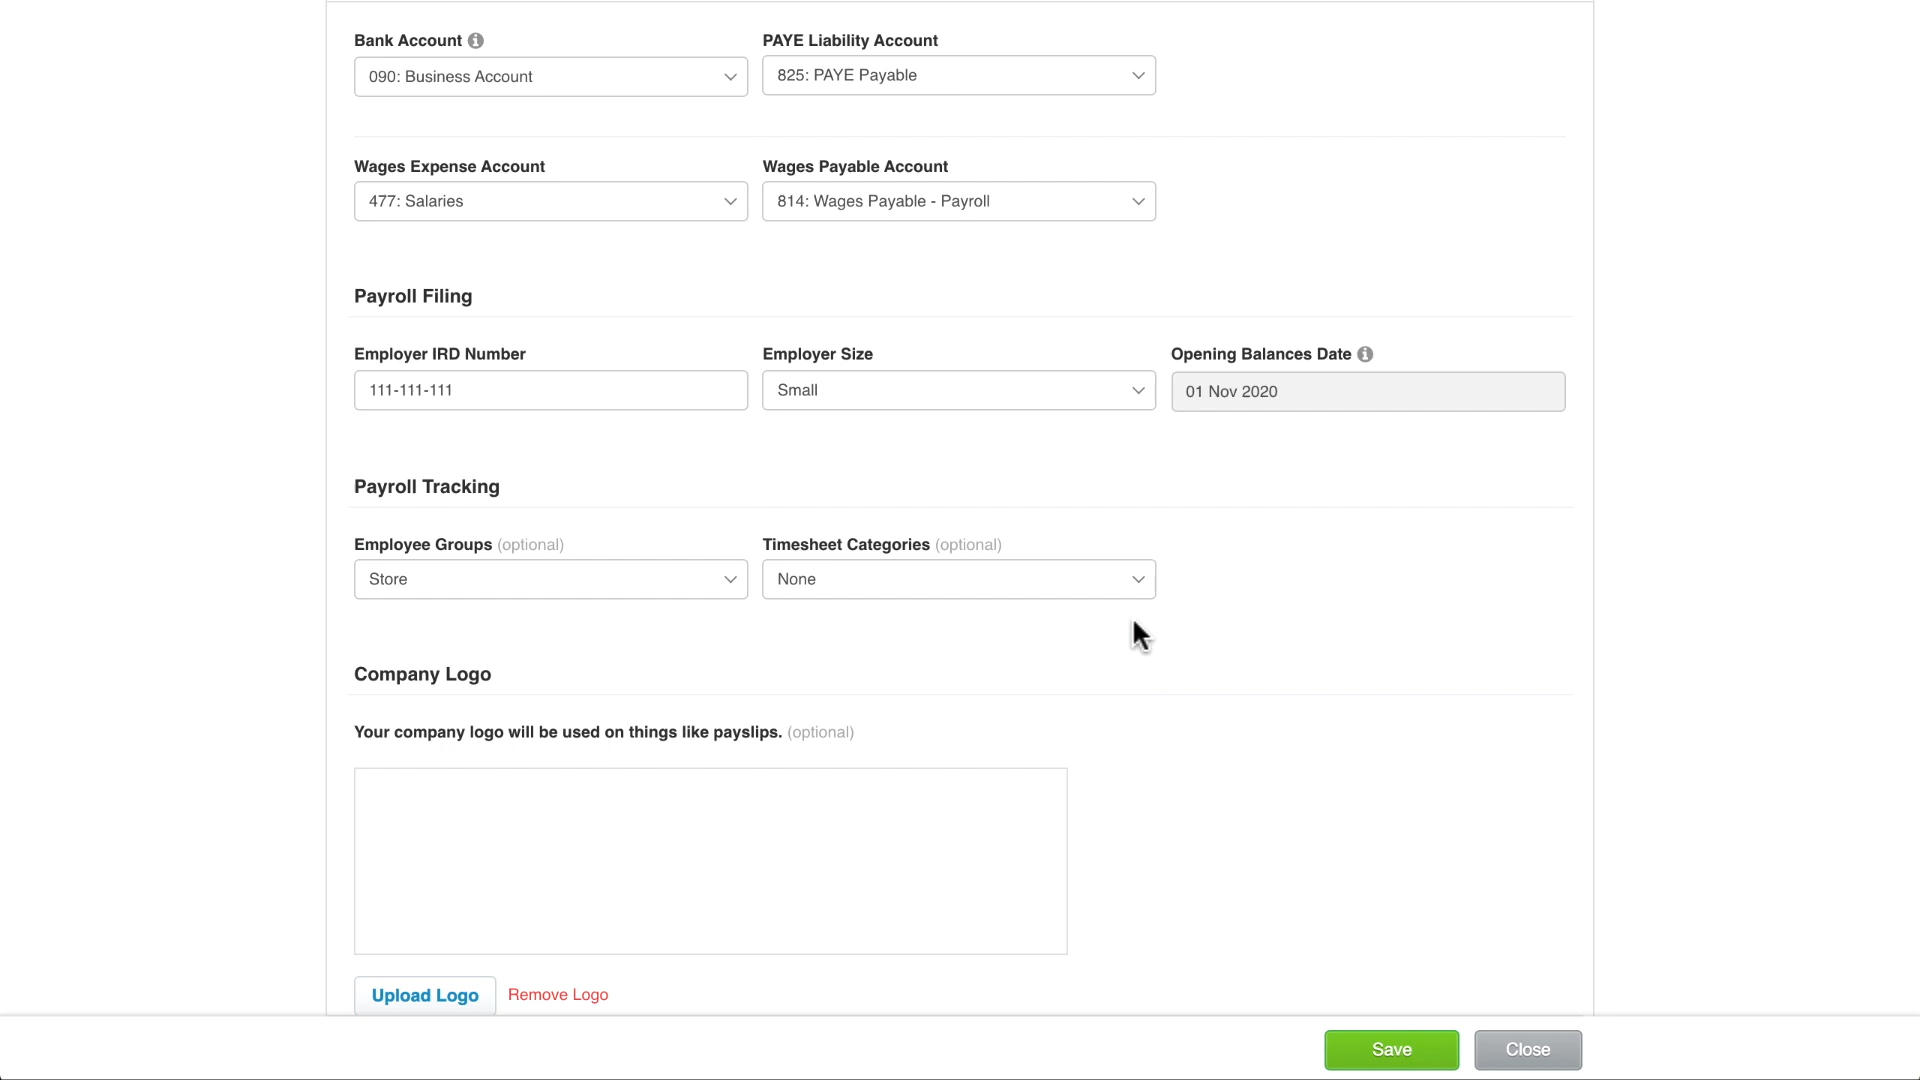 Bank Account
PAYE Liability Account
090: Business Account
825: PAYE Payable
Wages Expense Account
Wages Payable Account
477: Salaries
814: Wages Payable - Payroll
Payroll Filing
Employer IRD Number
Employer Size
Opening Balances Date
111-111-111
Small
01 Nov 2020
Payroll Tracking
Employee Groups (optional)
Timesheet Categories (optional)
Store
None
Company Logo
Your company logo will be used on things like payslips. (optional)
Upload Logo
Remove Logo
Save
Close